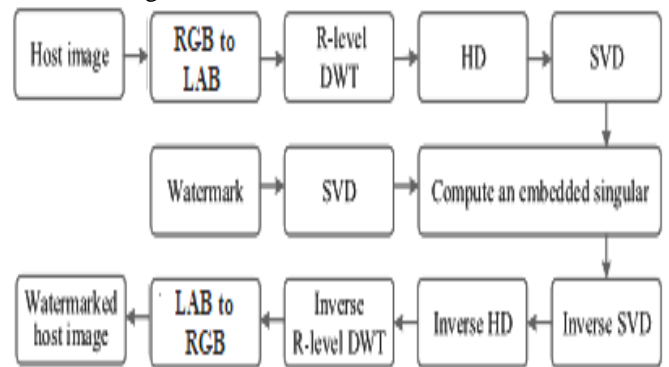 Host image
RGB to
LAB
R-level
DWT
HD
SVD
Watermark
SVD
Compute an embedded singular
Watermarked
host image
LAB to
RGB
Inverse
R-level DWT
Inverse HD
Inverse SVD